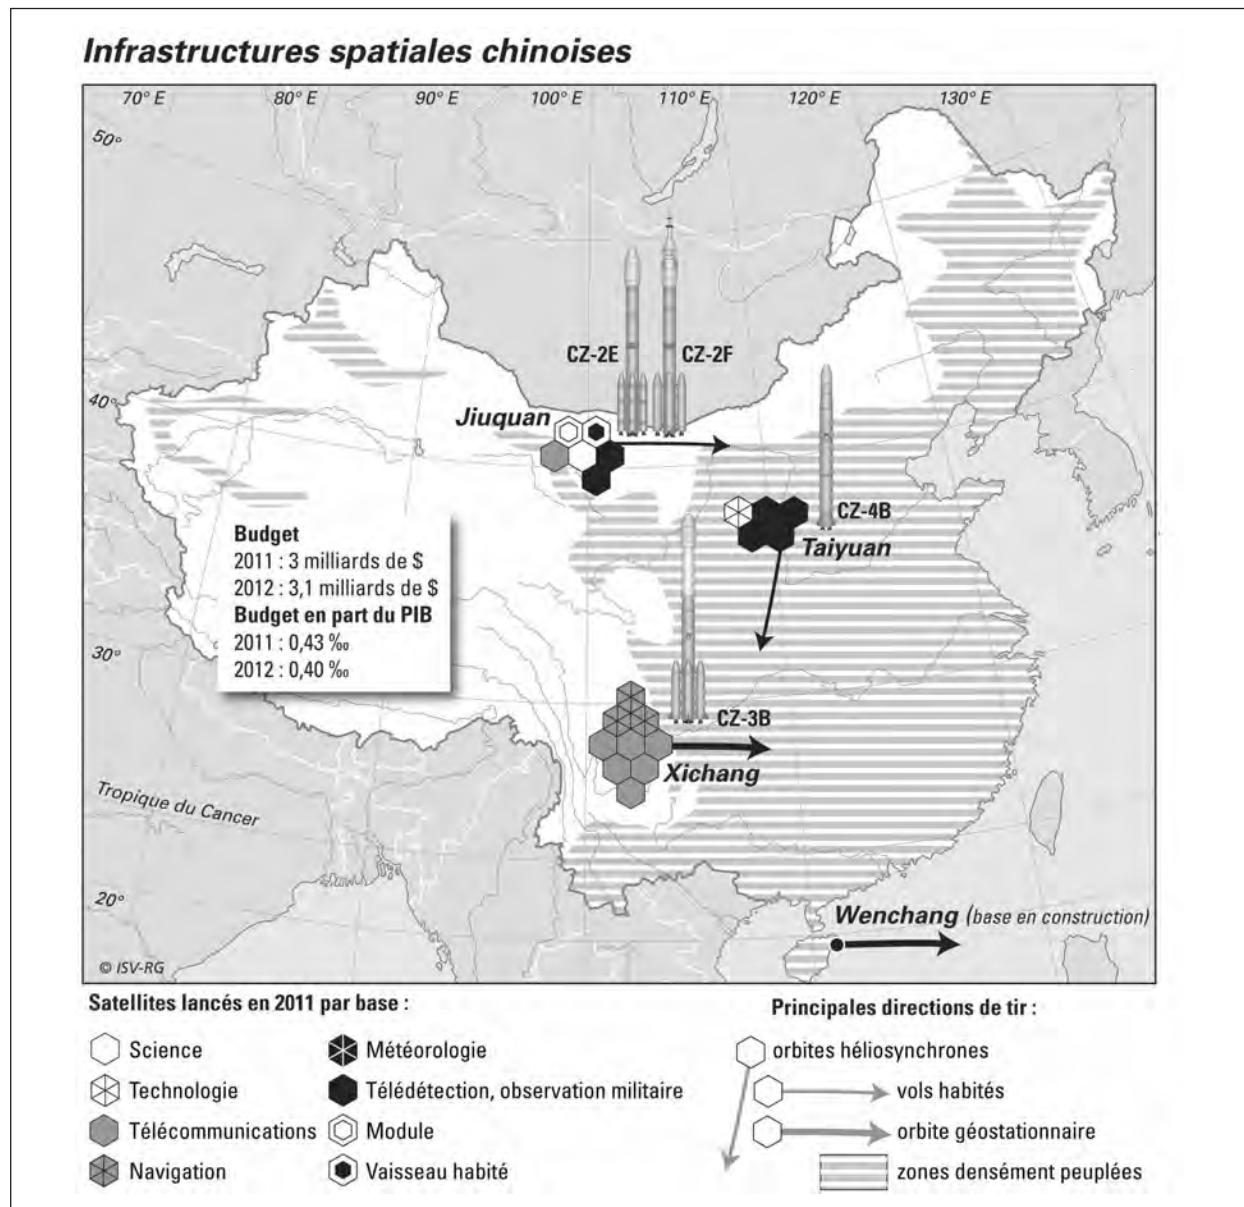 Infrastructures spatiales chinoises
70° E 80° E 90° E 100° E 110° E 120° E 130° E
50°
CZ-2E CZ-2F
40°
Jiuquan
CZ-4B
Taiyuan
Budget
2011 : 3 milliards de $
2012 : 3,1 milliards de $
Budget en part du PIB
2011 : 0,43 ‰
2012 : 0,40 ‰
30°
CZ-3B
Xichang
Tropique du Cancer
20°
Wenchang (base en construction)
© ISV-RG
Satellites lancés en 2011 par base :
Science
Technologie
Télécommunications
Navigation
Météorologie
Télédétection, observation militaire
Module
Vaisseau habité
Principales directions de tir :
orbites héliosynchrones
vols habités
orbite géostationnaire
zones densément peuplées